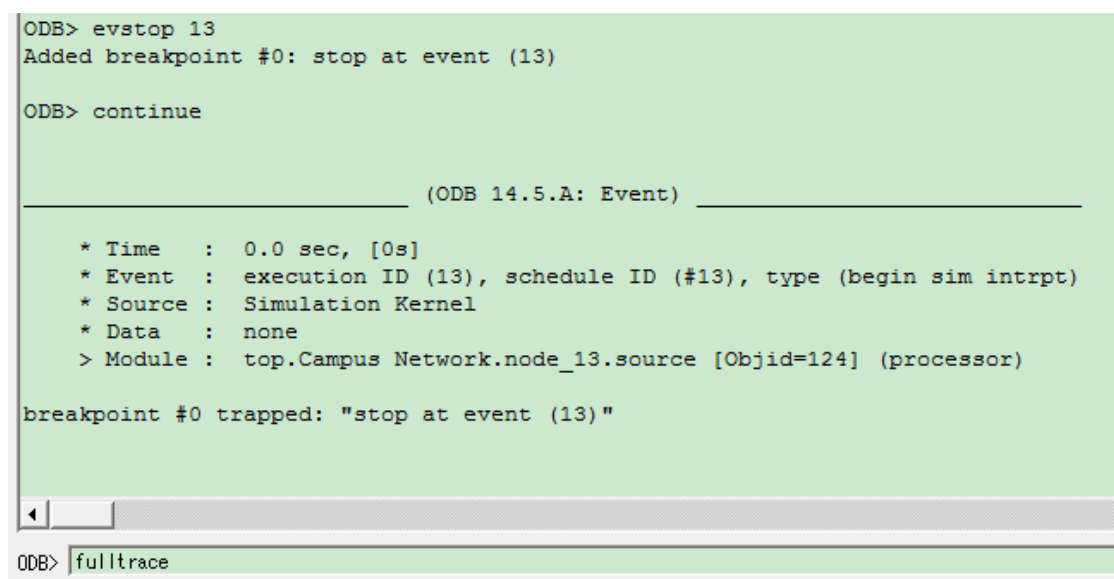 ODB> evstop 13
Added breakpoint #0: stop at event (13)
ODB> continue
(ODB 14.5.A: Event)
* Time : 0.0 sec, [0s]
* Event : execution ID (13), schedule ID (#13), type (begin sim intrpt)
* Source : Simulation Kernel
* Data : none
> Module : top.Campus Network.node_13.source [Objid=124] (processor)
breakpoint #0 trapped: "stop at event (13)"
ODB> fulltrace